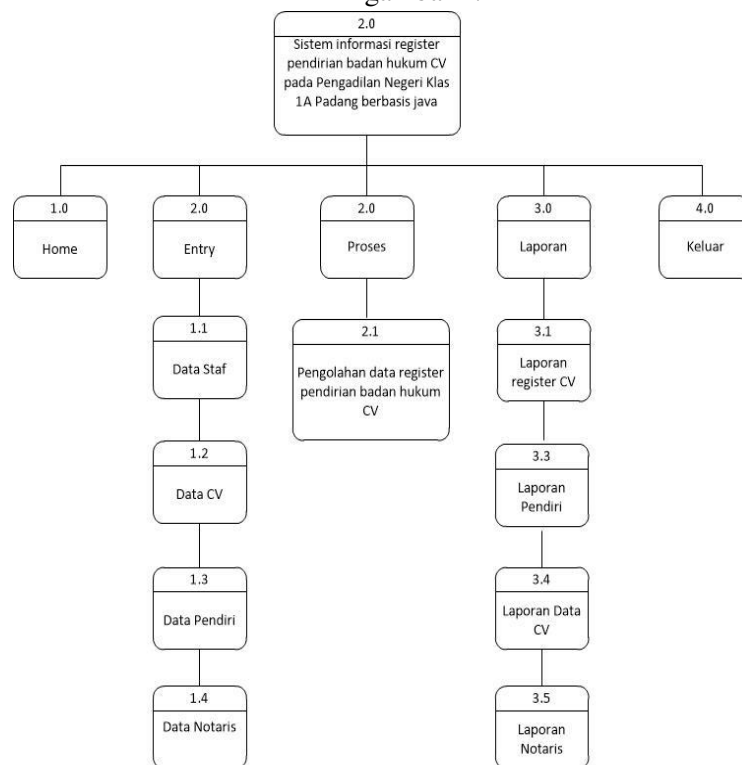 2.0
Sistem informasi register
pendirian badan hukum CV
pada Pengadilan Negeri Klas
1A Padang berbasis java
1.0
Home
2.0
Entry
2.0
Proses
3.0
Laporan
4.0
Keluar
1.1
Data Staf
2.1
Pengolahan data register
pendirian badan hukum
CV
3.1
Laporan
register CV
1.2
Data CV
3.3
Laporan
Pendiri
1.3
Data Pendiri
3.4
Laporan Data
CV
1.4
Data Notaris
3.5
Laporan
Notaris